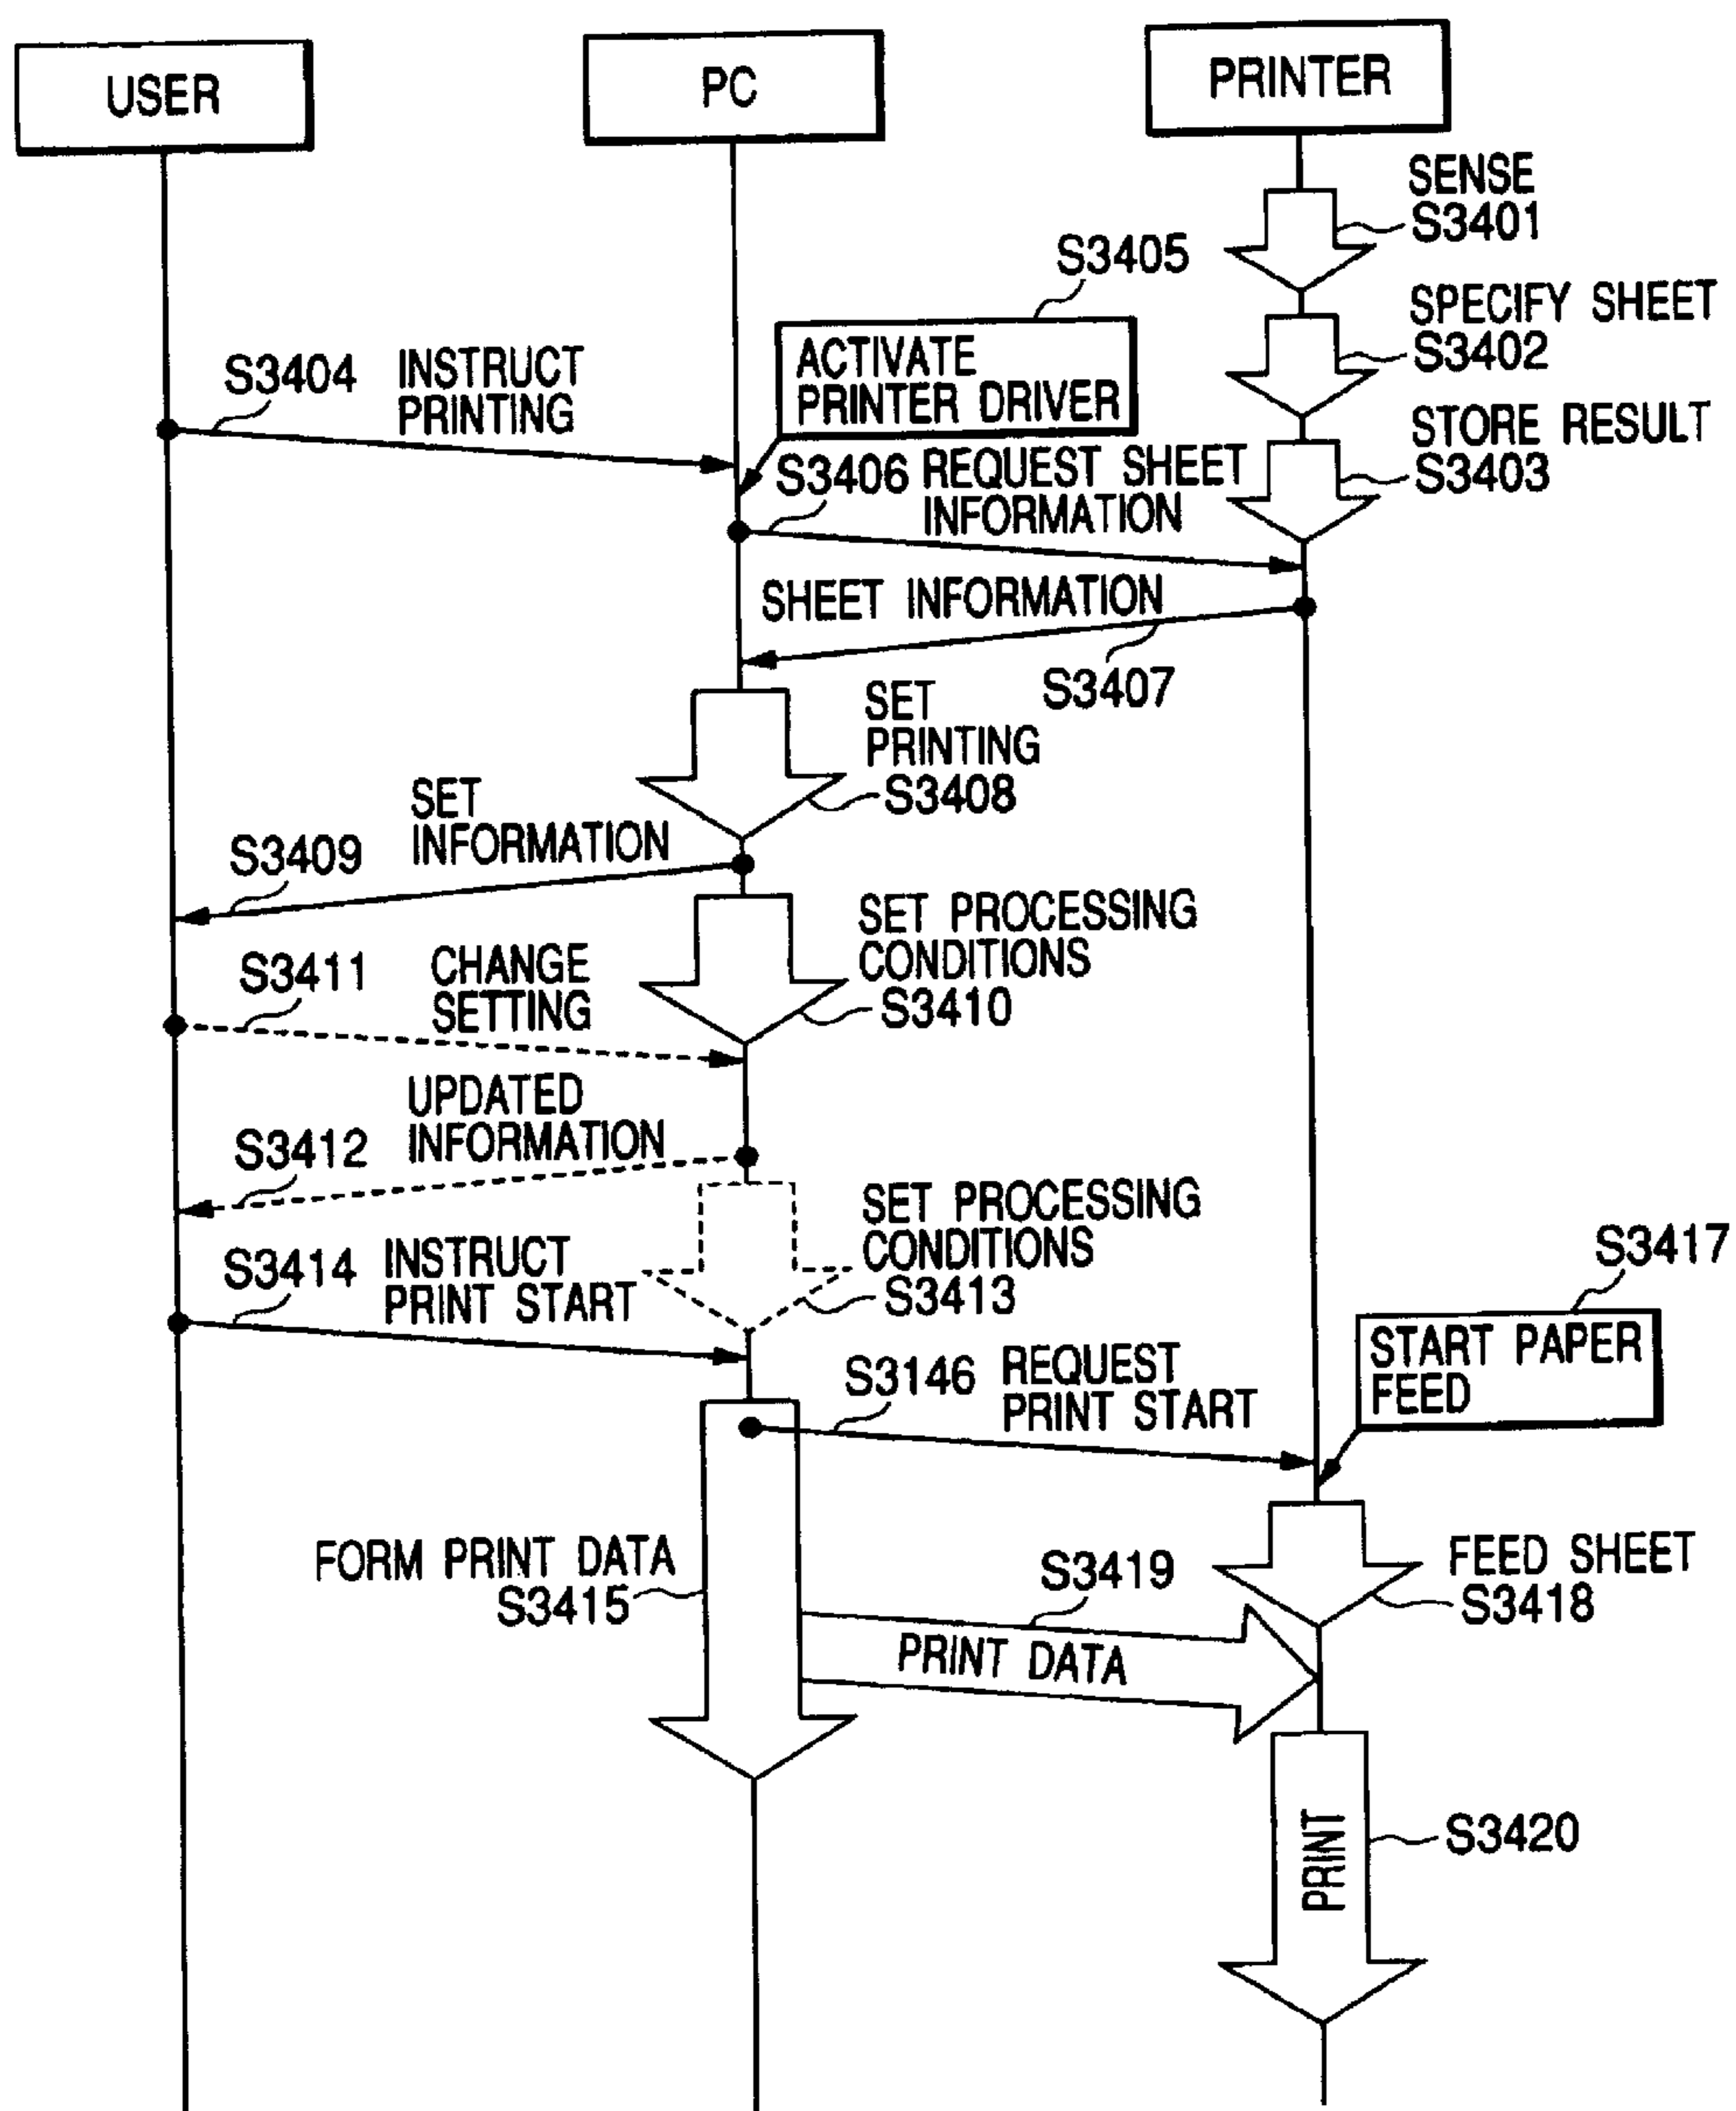 USER
PC
PRINTER
SENSE
S3401
S3405
SPECIFY SHEET
S3402
ACTIVATE
PRINTER DRIVER
S3404
INSTRUCT
PRINTING
STORE RESULT
S3403
S3406
REQUEST SHEET
INFORMATION
SHEET INFORMATION
S3407
SET
PRINTING
S3408
SET
INFORMATION
S3409
SET PROCESSING
CONDITIONS
S3410
S3411
CHANGE
SETTING
UPDATED
INFORMATION
S3412
SET PROCESSING
CONDITIONS
S3413
S3414
INSTRUCT
PRINT START
S3417
START PAPER
FEED
S3146
REQUEST
PRINT START
FORM PRINT DATA
S3415
FEED SHEET
S3418
S3419
PRINT DATA
PRINT
S3420